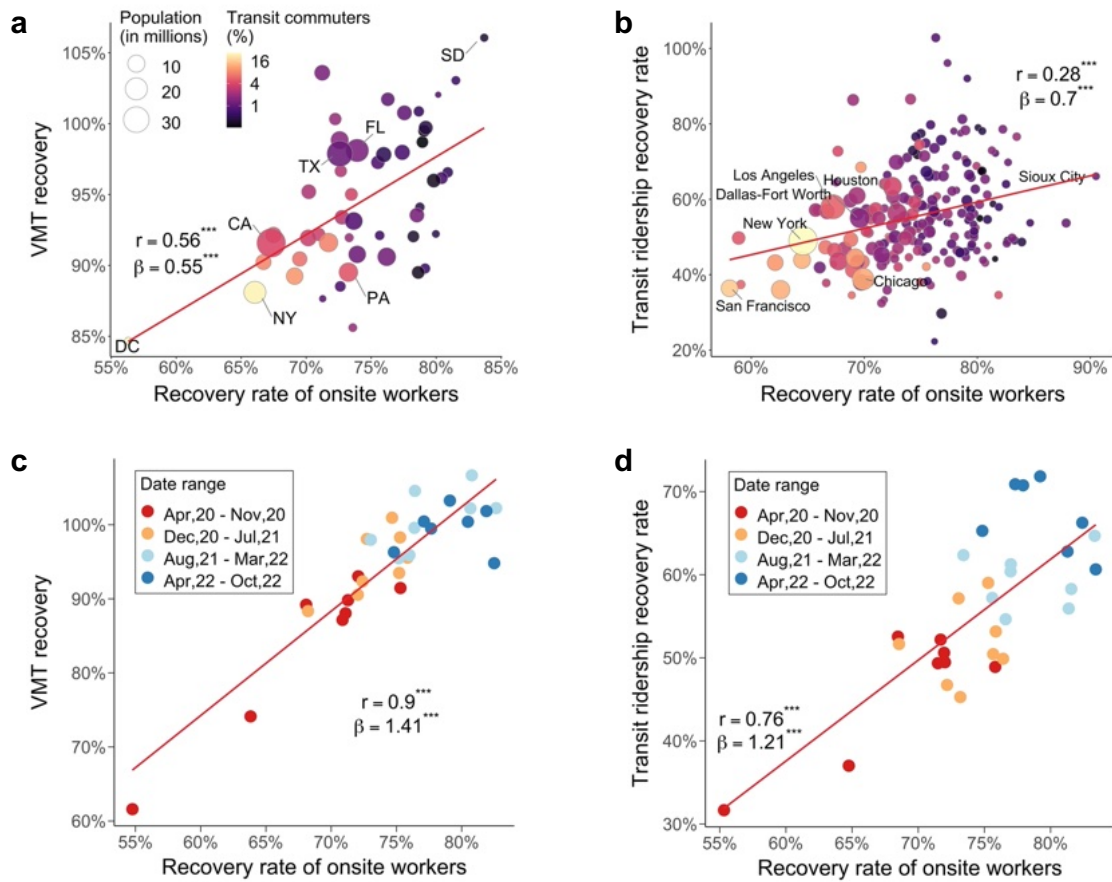 a
Population
(in millions)
10
20
30
Transit commuters
(%)
16
4
1
105%
100%
95%
90%
85%
VMT recovery
SD
FL
TX
CA
r = 0.56***
β = 0.55***
PA
NY
DC
55%
60%
65%
70%
75%
80%
85%
Recovery rate of onsite workers
b
100%
80%
60%
40%
20%
Transit ridership recovery rate
r = 0.28***
β = 0.7***
Los Angeles
Houston
Sioux City
Dallas-Fort Worth
New York
Chicago
San Francisco
60%
70%
80%
90%
Recovery rate of onsite workers
c
Date range
Apr,20 - Nov,20
Dec,20 - Jul,21
Aug,21 - Mar,22
Apr,22 - Oct,22
100%
90%
80%
70%
60%
VMT recovery
r = 0.9***
β = 1.41***
55%
60%
65%
70%
75%
80%
Recovery rate of onsite workers
d
Date range
Apr,20 - Nov,20
Dec,20 - Jul,21
Aug,21 - Mar,22
Apr,22 - Oct,22
70%
60%
50%
40%
30%
Transit ridership recovery rate
r = 0.76***
β = 1.21***
55%
60%
65%
70%
75%
80%
Recovery rate of onsite workers